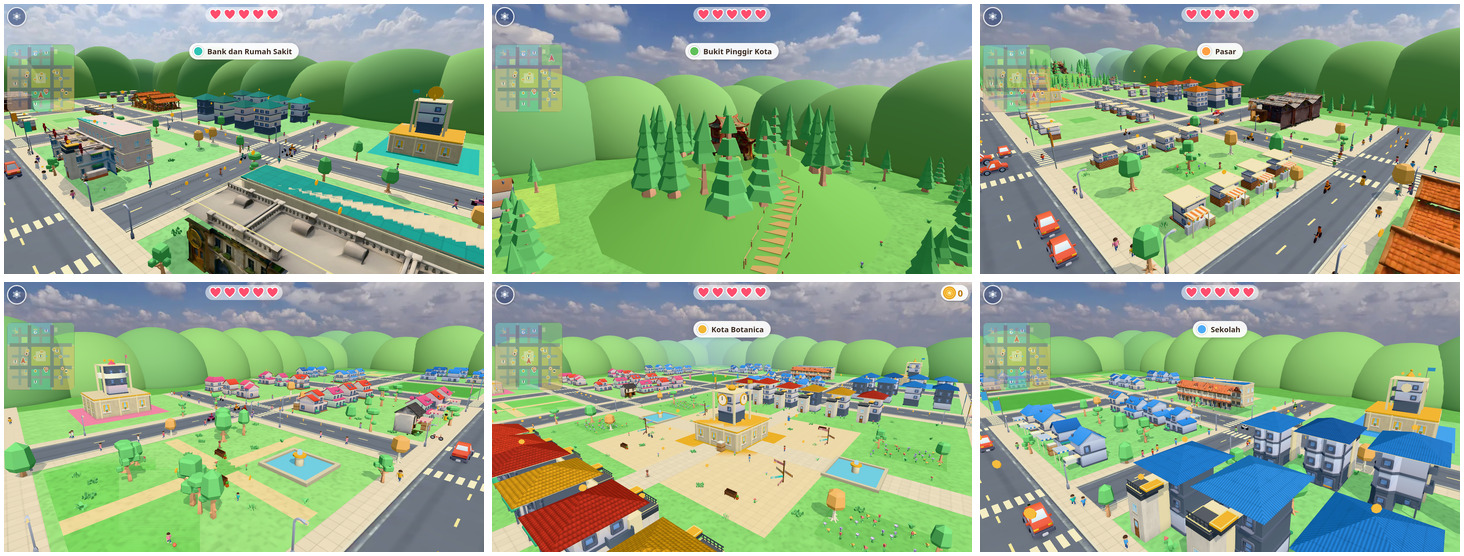 Bank dan Rumah Sakit
Bukit Pinggir Kota
Pasar
0
Kota Botanica
Sekolah